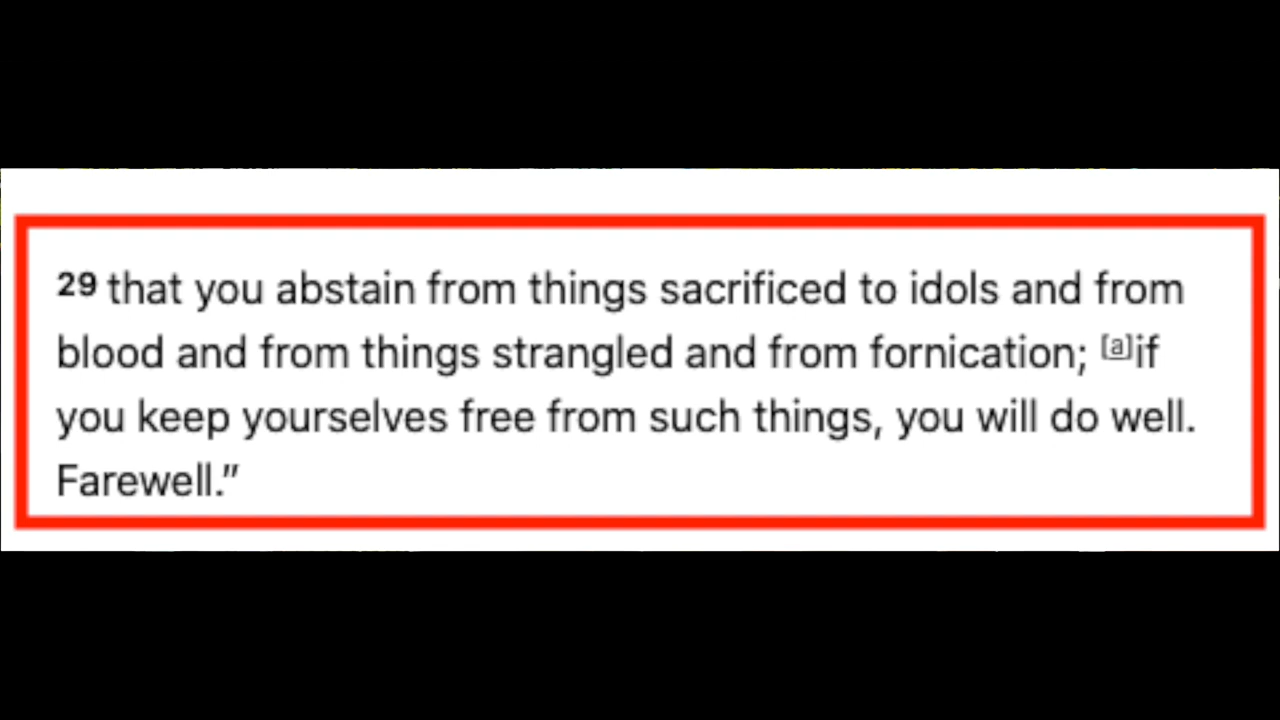 29 that you abstain from things sacrificed to idols and from
blood and from things strangled and from fornication; [a]if
you keep yourselves free from such things, you will do well.
Farewell.”